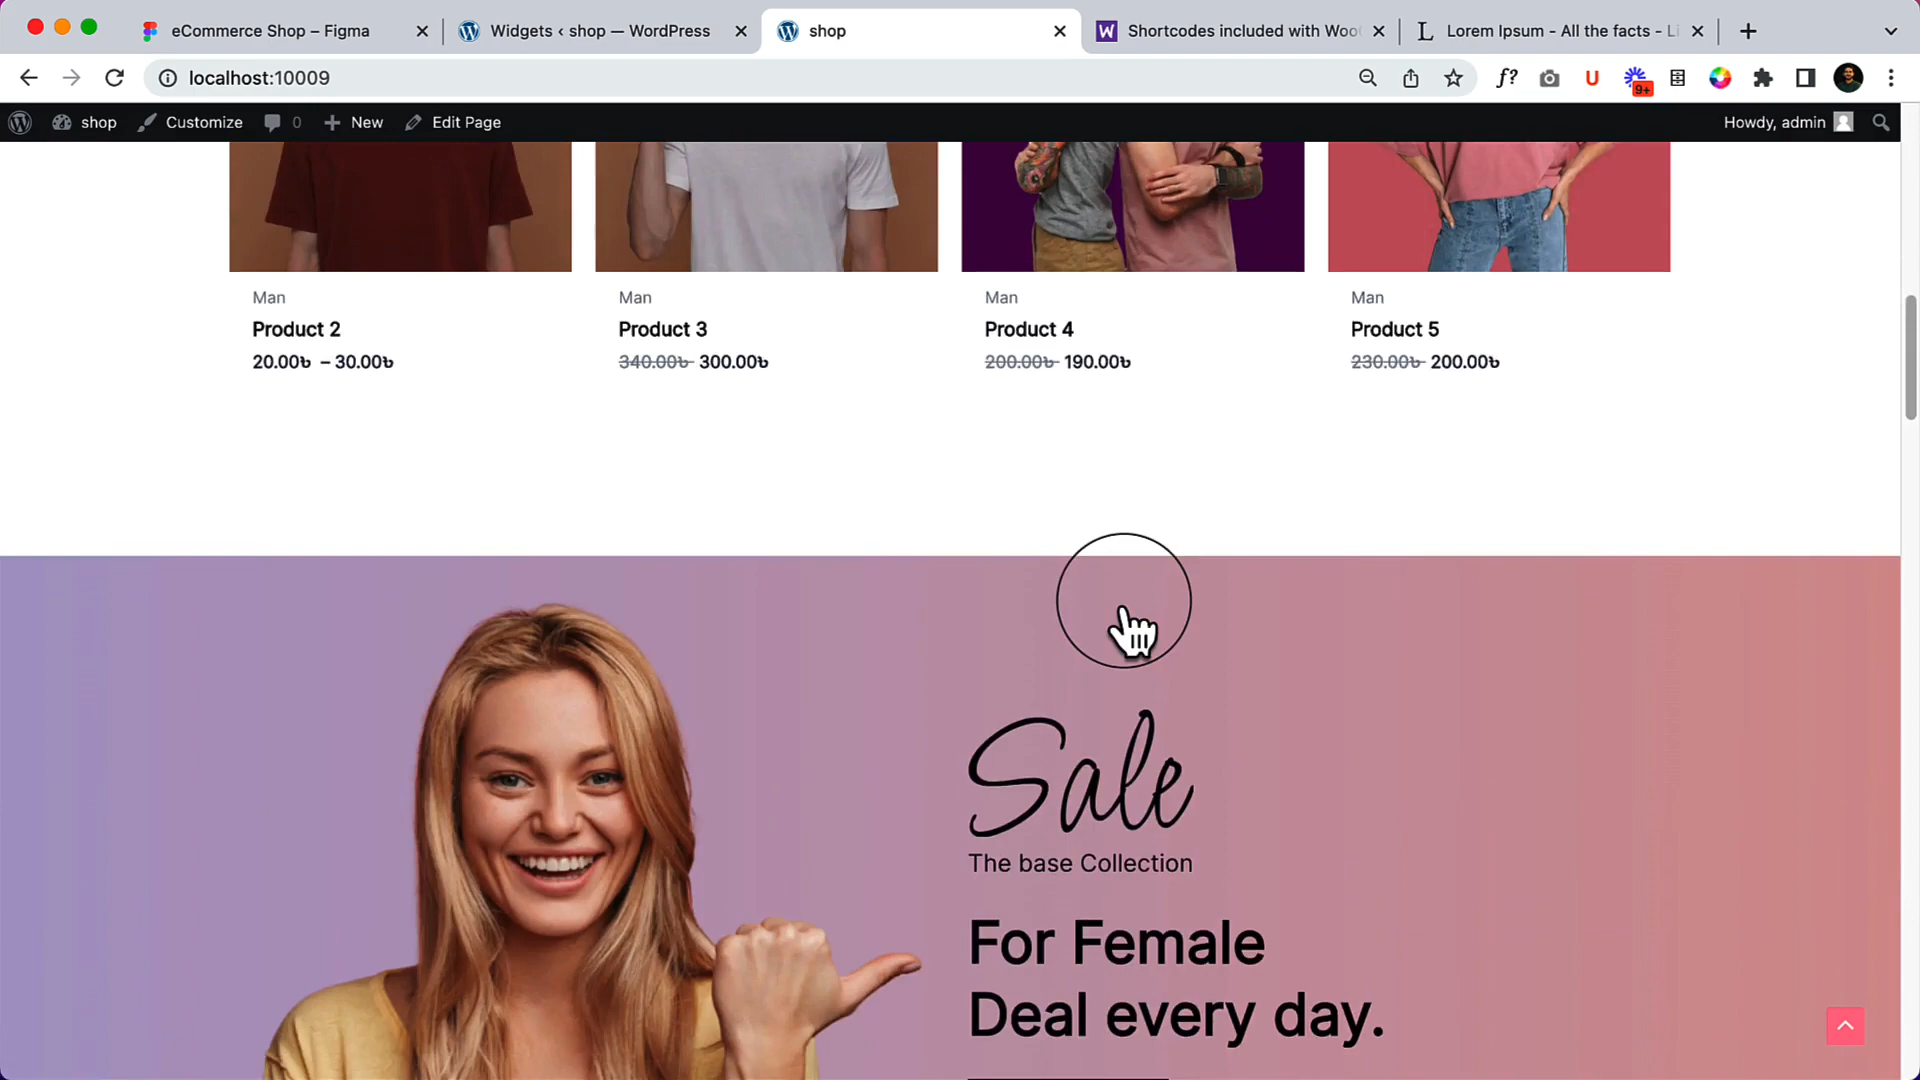 eCommerce Shop – Figma
Widgets ‹ shop — WordPress
shop
Shortcodes included with Woo
Lorem Ipsum - All the facts - Li
localhost:10009
f?
U
9+
shop
Customize
0
New
Edit Page
Howdy, admin
Man
Man
Man
Man
Product 2
Product 3
Product 4
Product 5
20.00৳ – 30.00৳
340.00৳ 300.00৳
200.00৳ 190.00৳
230.00৳ 200.00৳
Sale
The base Collection
For Female
Deal every day.